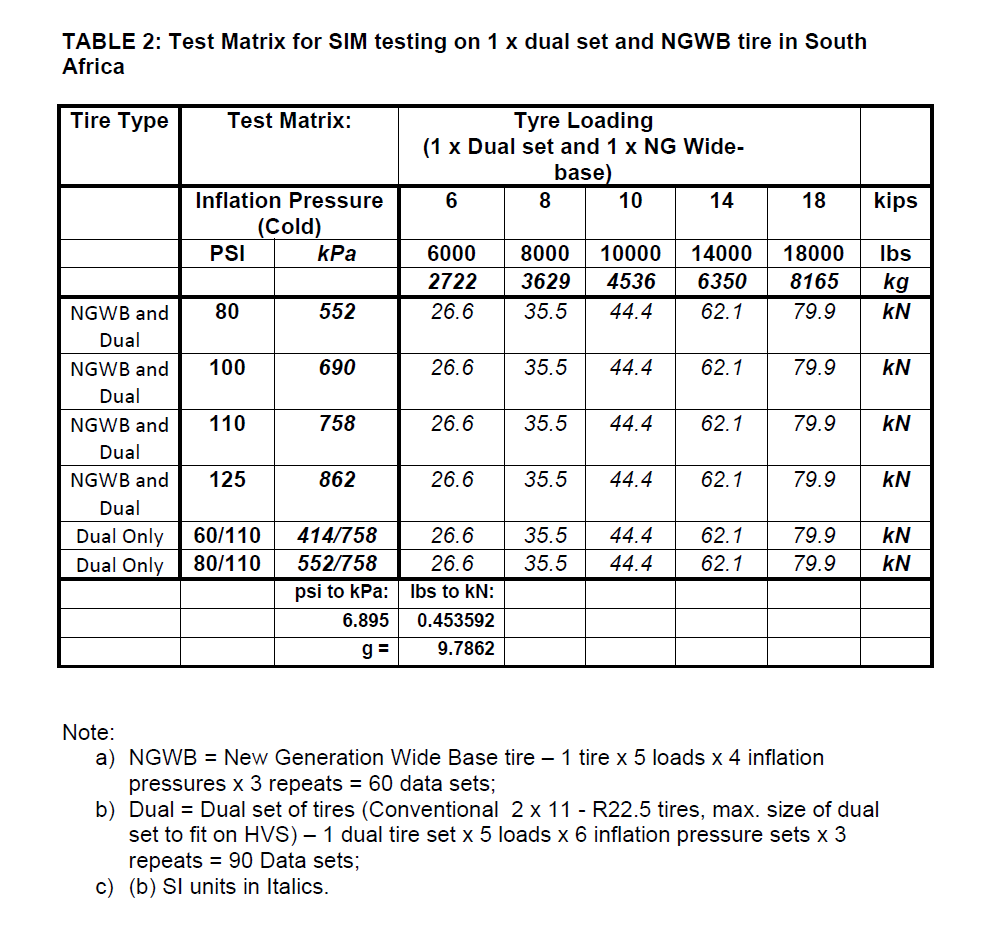 TABLE 2: Test Matrix for SIM testing on 1 x dual set and NGWB tire in South
Africa
Tire Type Test Matrix: Tyre Loading
(1 x Dual set and 1 x NG Wide-
base)
Inflation Pressure 6 8 10 14 18 kips
(Cold)
PSI kPa 6000 8000 10000 14000 18000 lbs
2722 3629 4536 6350 8165 kg
NGWB and 80 552 26.6 35.5 44.4 62.1 79.9 kN
Dual
NGWB and 100 690 26.6 35.5 44.4 62.1 79.9 kN
Dual
NGWB and 110 758 26.6 35.5 44.4 62.1 79.9 kN
Dual
NGWB and 125 862 26.6 35.5 44.4 62.1 79.9 kN
Dual
Dual Only 60/110 414/758 26.6 35.5 44.4 62.1 79.9 kN
Dual Only 80/110 552/758 26.6 35.5 44.4 62.1 79.9 kN
psi to kPa: lbs to kN:
6.895 0.453592
g = 9.7862
Note:
a) NGWB = New Generation Wide Base tire – 1 tire x 5 loads x 4 inflation
pressures x 3 repeats = 60 data sets;
b) Dual = Dual set of tires (Conventional 2 x 11 - R22.5 tires, max. size of dual
set to fit on HVS) – 1 dual tire set x 5 loads x 6 inflation pressure sets x 3
repeats = 90 Data sets;
c) (b) SI units in Italics.